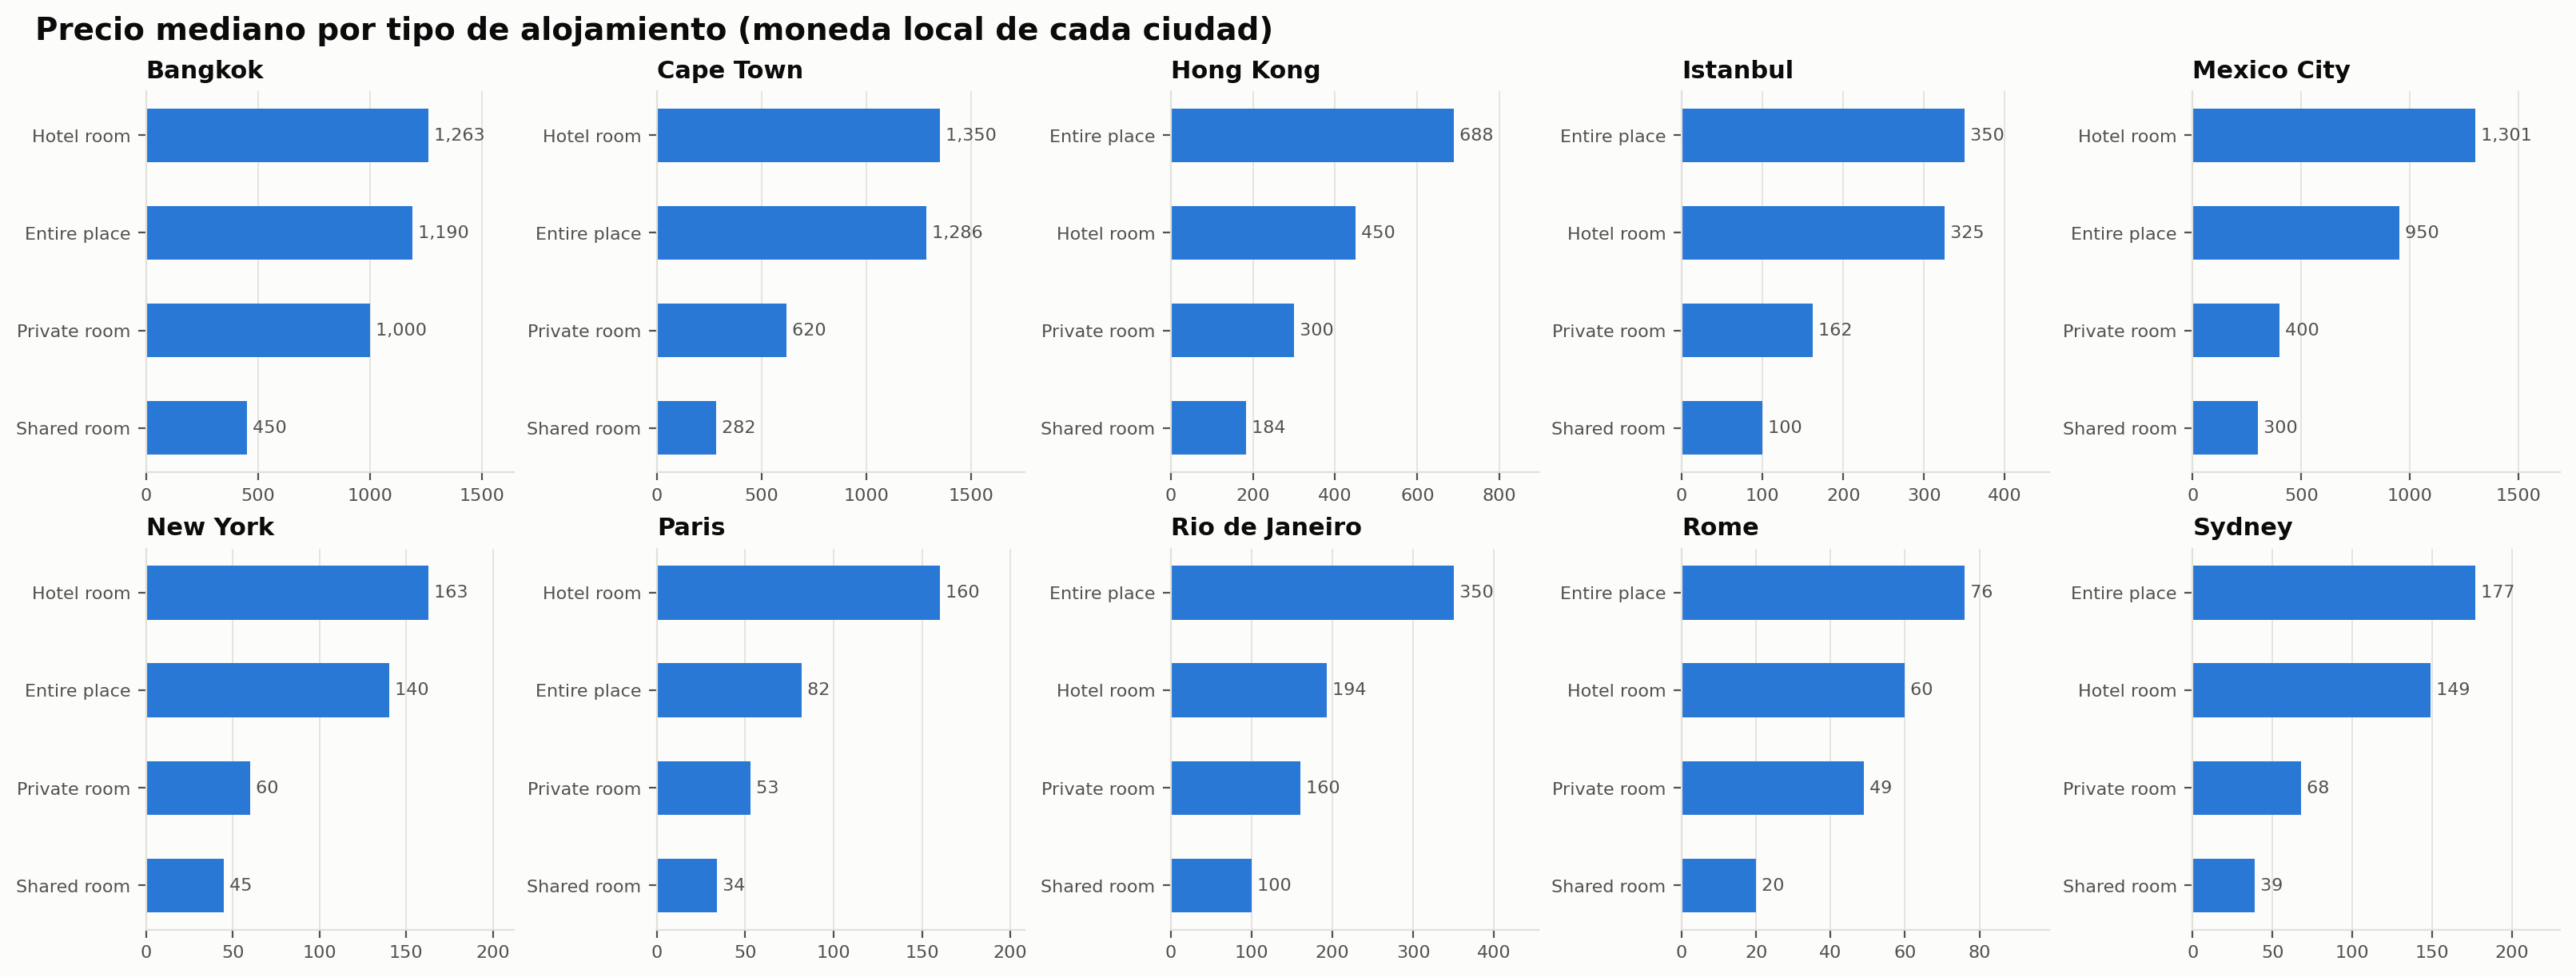 Precio mediano por tipo de alojamiento (moneda local de cada ciudad)
Bangkok
Hotel room 1,263
Entire place 1,190
Private room 1,000
Shared room 450
0 500 1000 1500
Cape Town
Hotel room 1,350
Entire place 1,286
Private room 620
Shared room 282
0 500 1000 1500
Hong Kong
Entire place 688
Hotel room 450
Private room 300
Shared room 184
0 200 400 600 800
Istanbul
Entire place 350
Hotel room 325
Private room 162
Shared room 100
0 100 200 300 400
Mexico City
Hotel room 1,301
Entire place 950
Private room 400
Shared room 300
0 500 1000 1500
New York
Hotel room 163
Entire place 140
Private room 60
Shared room 45
0 50 100 150 200
Paris
Hotel room 160
Entire place 82
Private room 53
Shared room 34
0 50 100 150 200
Rio de Janeiro
Entire place 350
Hotel room 194
Private room 160
Shared room 100
0 100 200 300 400
Rome
Entire place 76
Hotel room 60
Private room 49
Shared room 20
0 20 40 60 80
Sydney
Entire place 177
Hotel room 149
Private room 68
Shared room 39
0 50 100 150 200